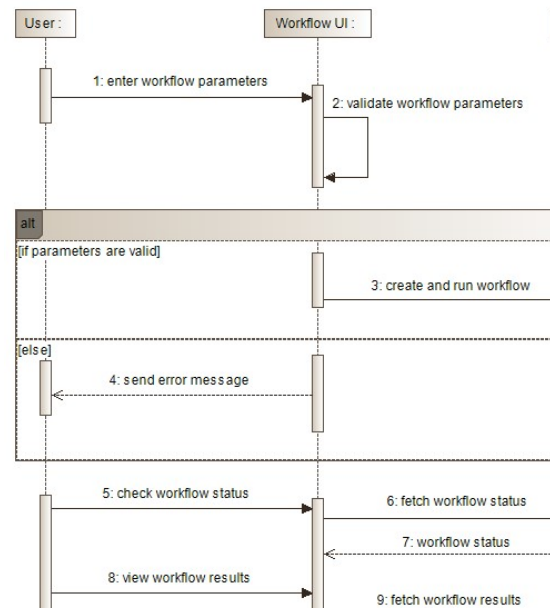 User :
Workflow UI :
1: enter workflow parameters
2: validate workflow parameters
alt
[if parameters are valid]
3: create and run workflow
[else]
4: send error message
5: check workflow status
6: fetch workflow status
7: workflow status
8: view workflow results
9: fetch workflow results